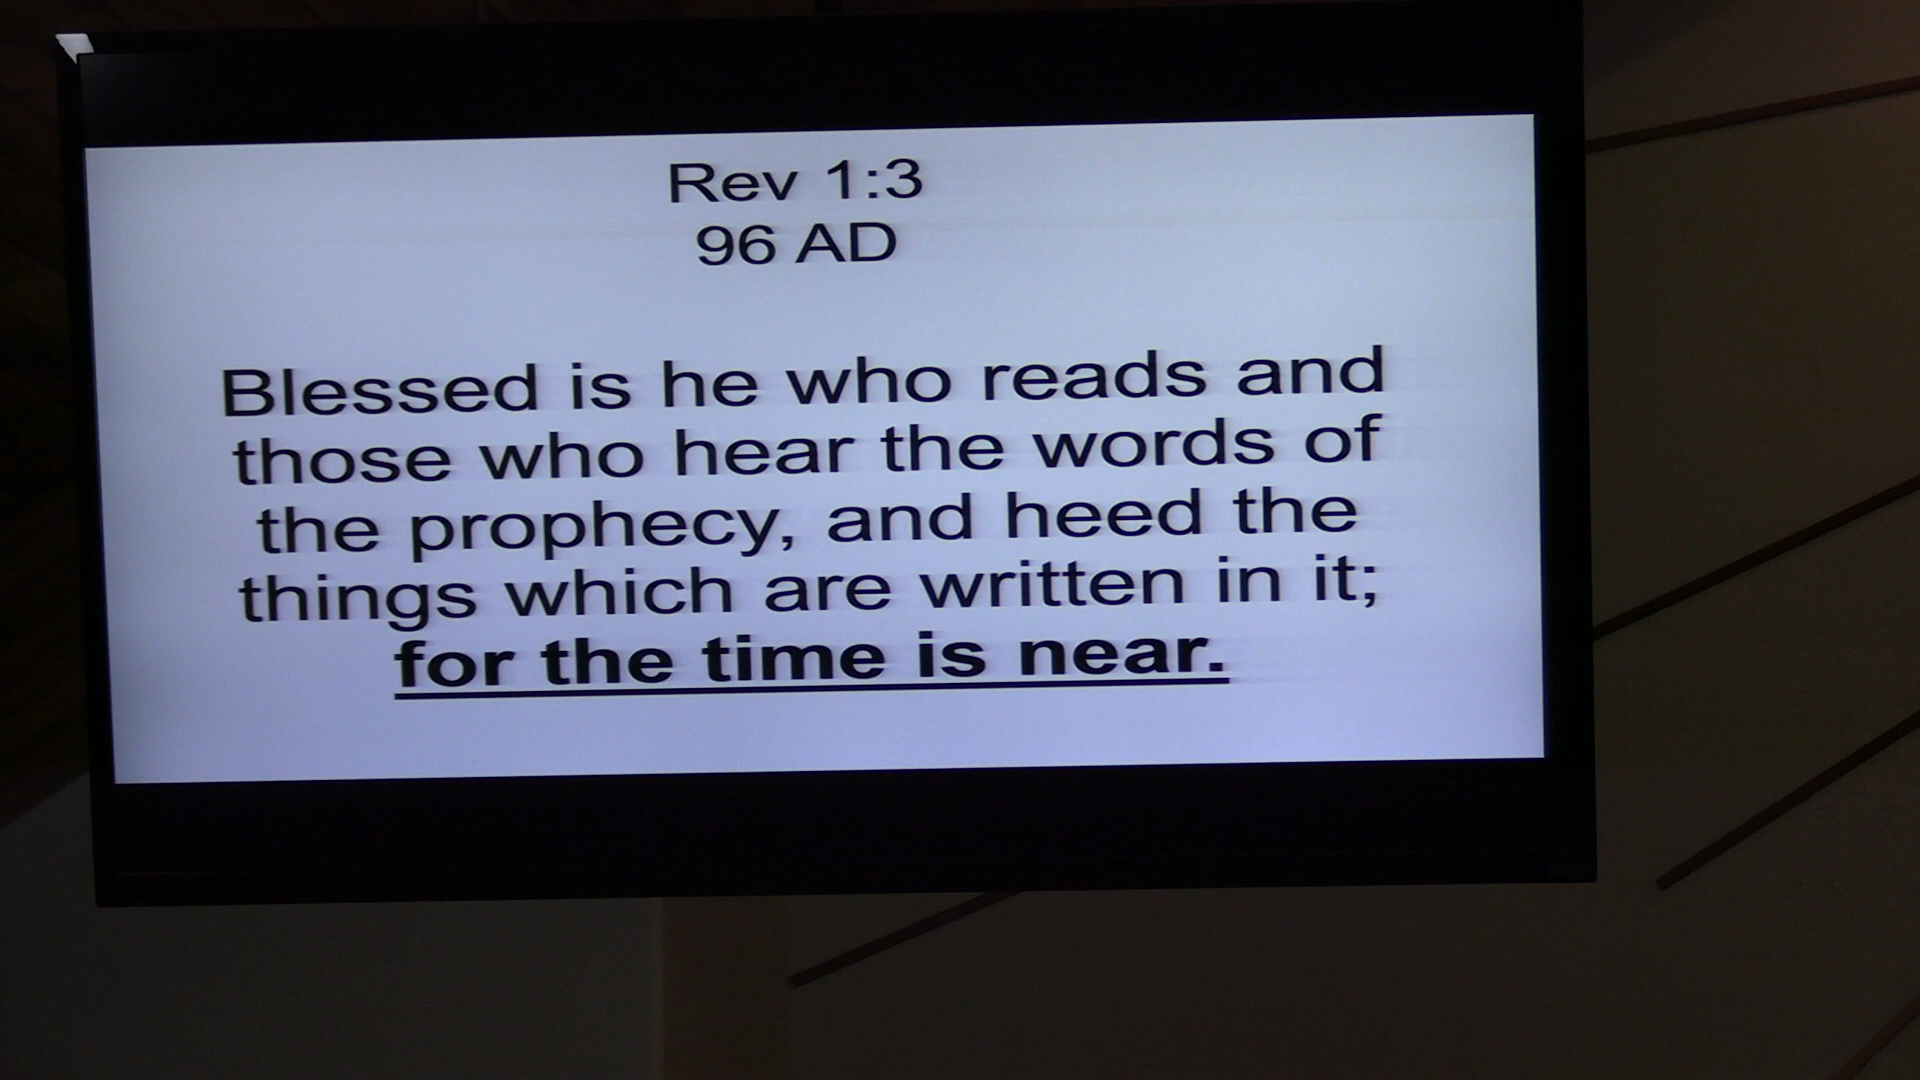 Rev 1:3
96 AD
Blessed is he who reads and
those who hear the words of
the prophecy, and heed the
things which are written in it;
for the time is near.